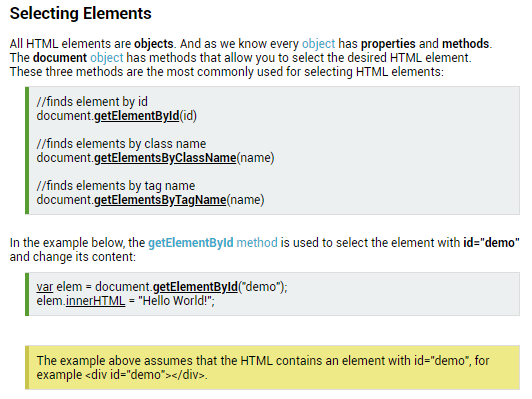 Selecting Elements
All HTML elements are objects. And as we know every object has properties and methods.
The document object has methods that allow you to select the desired HTML element.
These three methods are the most commonly used for selecting HTML elements:
//finds element by id
document.getElementById(id)
//finds elements by class name
document.getElementsByClassName(name)
//finds elements by tag name
document.getElementsByTagName(name)
In the example below, the getElementById method is used to select the element with id="demo"
and change its content:
var elem = document.getElementById("demo");
elem.innerHTML = "Hello World!";
The example above assumes that the HTML contains an element with id="demo", for
example <div id="demo"></div>.